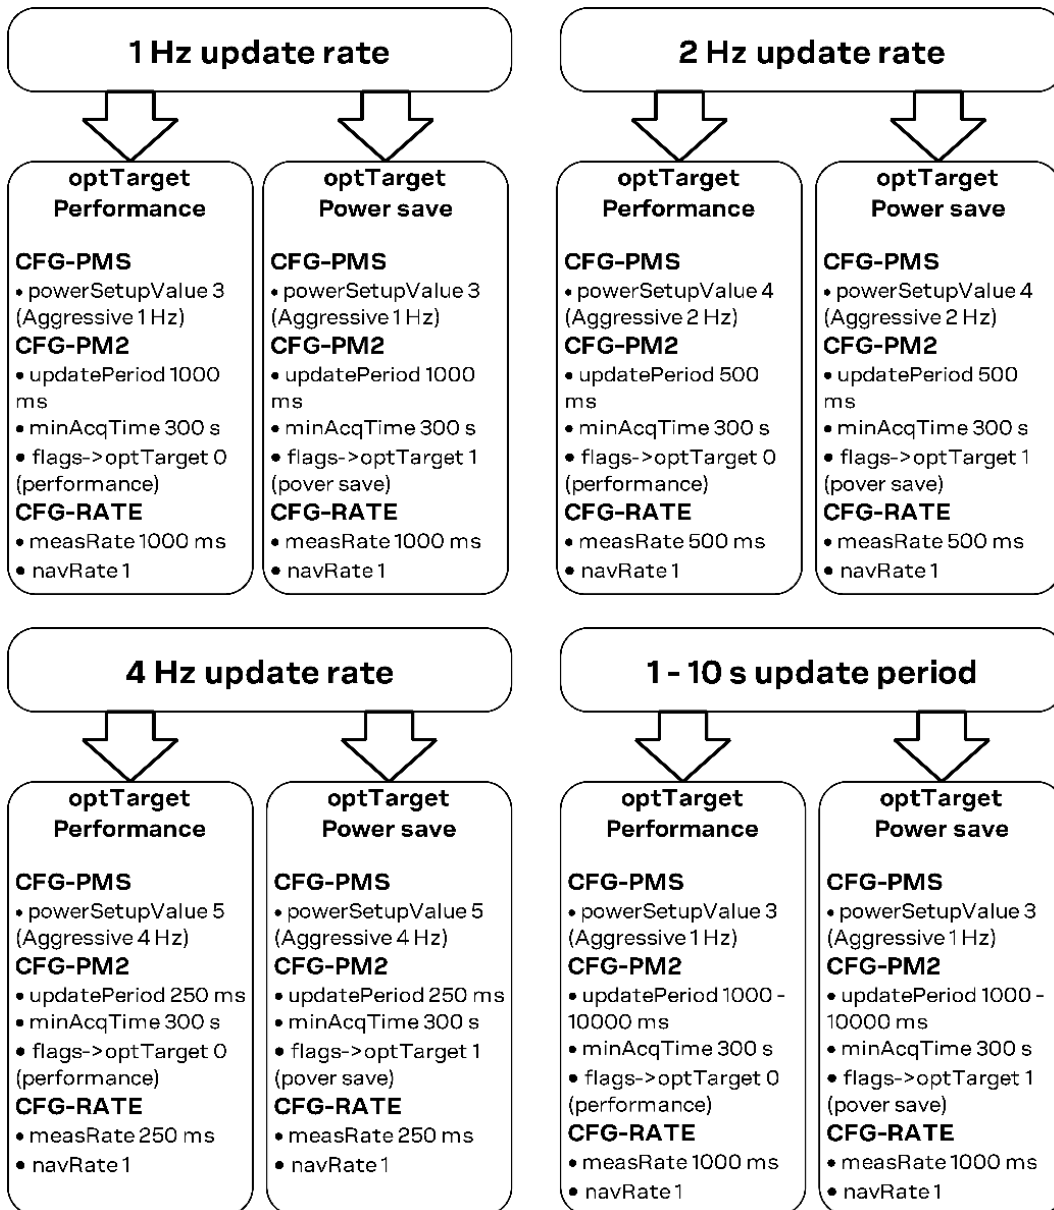 1 Hz update rate
optTarget
Performance
CFG-PMS
• powerSetupValue 3
(Aggressive 1 Hz)
CFG-PM2
• updatePeriod 1000
ms
• minAcqTime 300 s
• flags->optTarget 0
(performance)
CFG-RATE
• measRate 1000 ms
• navRate 1
optTarget
Power save
CFG-PMS
• powerSetupValue 3
(Aggressive 1 Hz)
CFG-PM2
• updatePeriod 1000
ms
• minAcqTime 300 s
• flags->optTarget 1
(pover save)
CFG-RATE
• measRate 1000 ms
• navRate 1
2 Hz update rate
optTarget
Performance
CFG-PMS
• powerSetupValue 4
(Aggressive 2 Hz)
CFG-PM2
• updatePeriod 500
ms
• minAcqTime 300 s
• flags->optTarget 0
(performance)
CFG-RATE
• measRate 500 ms
• navRate 1
optTarget
Power save
CFG-PMS
• powerSetupValue 4
(Aggressive 2 Hz)
CFG-PM2
• updatePeriod 500
ms
• minAcqTime 300 s
• flags->optTarget 1
(pover save)
CFG-RATE
• measRate 500 ms
• navRate 1
4 Hz update rate
optTarget
Performance
CFG-PMS
• powerSetupValue 5
(Aggressive 4 Hz)
CFG-PM2
• updatePeriod 250 ms
• minAcqTime 300 s
• flags->optTarget 0
(performance)
CFG-RATE
• measRate 250 ms
• navRate 1
optTarget
Power save
CFG-PMS
• powerSetupValue 5
(Aggressive 4 Hz)
CFG-PM2
• updatePeriod 250 ms
• minAcqTime 300 s
• flags->optTarget 1
(pover save)
CFG-RATE
• measRate 250 ms
• navRate 1
1 - 10 s update period
optTarget
Performance
CFG-PMS
• powerSetupValue 3
(Aggressive 1 Hz)
CFG-PM2
• updatePeriod 1000 -
10000 ms
• minAcqTime 300 s
• flags->optTarget 0
(performance)
CFG-RATE
• measRate 1000 ms
• navRate 1
optTarget
Power save
CFG-PMS
• powerSetupValue 3
(Aggressive 1 Hz)
CFG-PM2
• updatePeriod 1000 -
10000 ms
• minAcqTime 300 s
• flags->optTarget 1
(pover save)
CFG-RATE
• measRate 1000 ms
• navRate 1